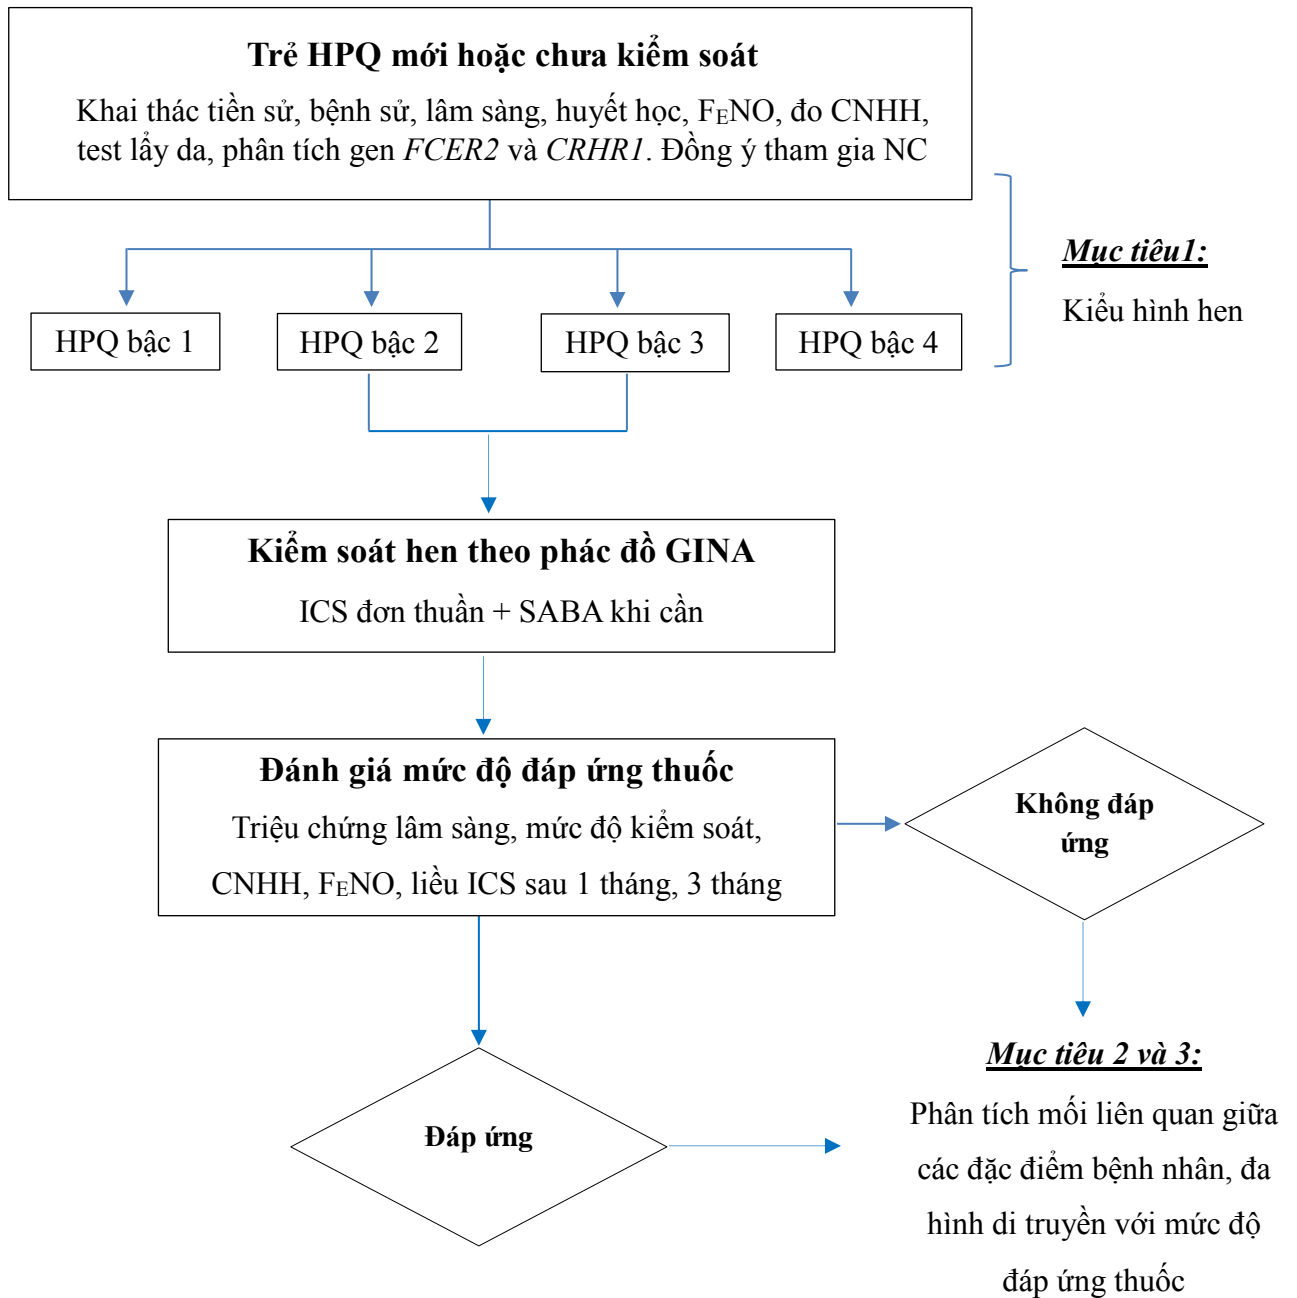 Trẻ HPQ mới hoặc chưa kiểm soát
Khai thác tiền sử, bệnh sử, lâm sàng, huyết học, FENO, đo CNHH,
test lẩy da, phân tích gen FCER2 và CRHR1. Đồng ý tham gia NC
Mục tiêu1:
Kiểu hình hen
HPQ bậc 1
HPQ bậc 2
HPQ bậc 3
HPQ bậc 4
Kiểm soát hen theo phác đồ GINA
ICS đơn thuần + SABA khi cần
Đánh giá mức độ đáp ứng thuốc
Triệu chứng lâm sàng, mức độ kiểm soát,
CNHH, FENO, liều ICS sau 1 tháng, 3 tháng
Không đáp
ứng
Đáp ứng
Mục tiêu 2 và 3:
Phân tích mối liên quan giữa
các đặc điểm bệnh nhân, đa
hình di truyền với mức độ
đáp ứng thuốc